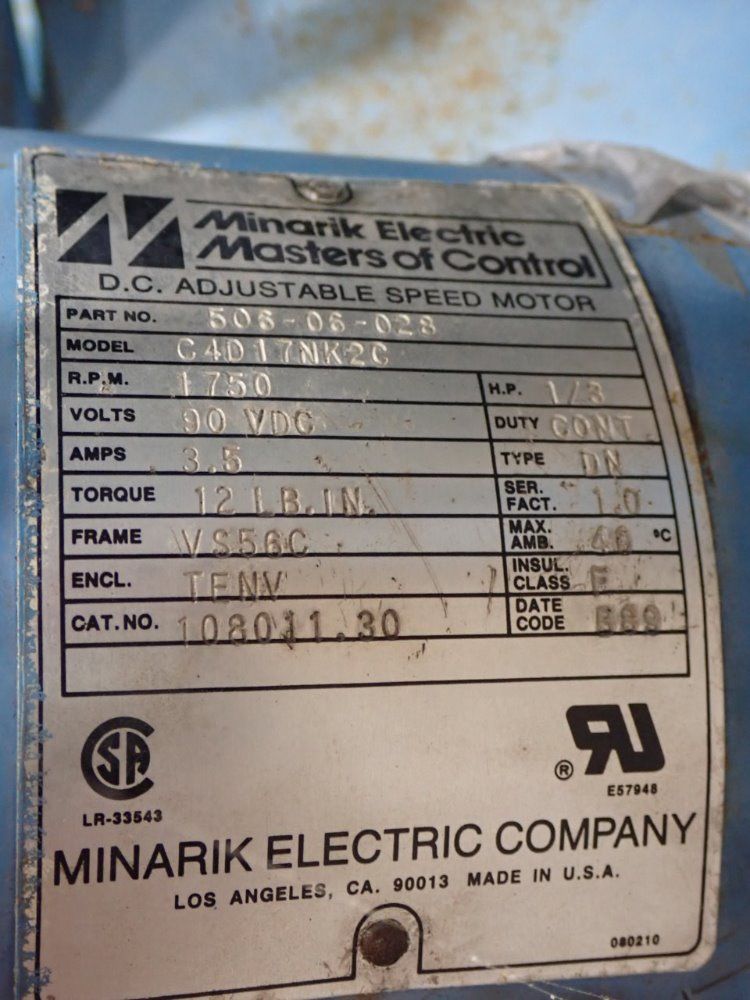 Minarik Electric
Masters of Control
D.C. ADJUSTABLE SPEED MOTOR
PART NO. 506-06-028
MODEL C4D17NK2C
R.P.M. 1750 H.P. 1/3
VOLTS 90 VDC DUTY CONT.
AMPS 3.5 TYPE DN
TORQUE 12 LB.IN. SER. FACT. 1.0
FRAME VS56C MAX. AMB. 40 °C
ENCL. TENV INSUL. CLASS F
CAT.NO. 108011.30 DATE CODE
SA
LR-33543
RU
®
E57948
MINARIK ELECTRIC COMPANY
LOS ANGELES, CA. 90013 MADE IN U.S.A.
080210